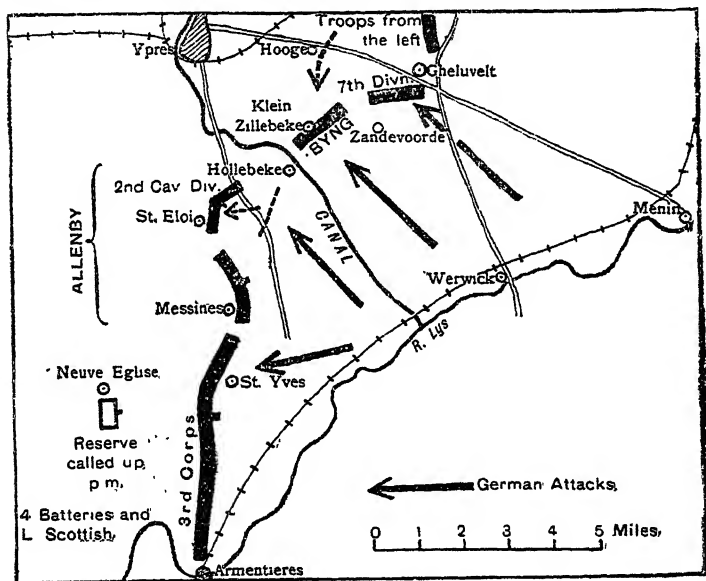 Troops from
the left
Ypres
Hooge
Gheluvelt
7th Divn.
Klein
Zillebeke
BYNG
Zandevoorde
Hollebeke
2nd Cav Div.
St. Eloi
ALLENBY
CANAL
Menin
Werwick
Messines
R. Lys
Neuve Eglise
St. Yves
Reserve
called up
p m.
3rd Corps
4 Batteries and
L Scottish
German Attacks.
0 1 2 3 4 5 Miles.
Armentieres